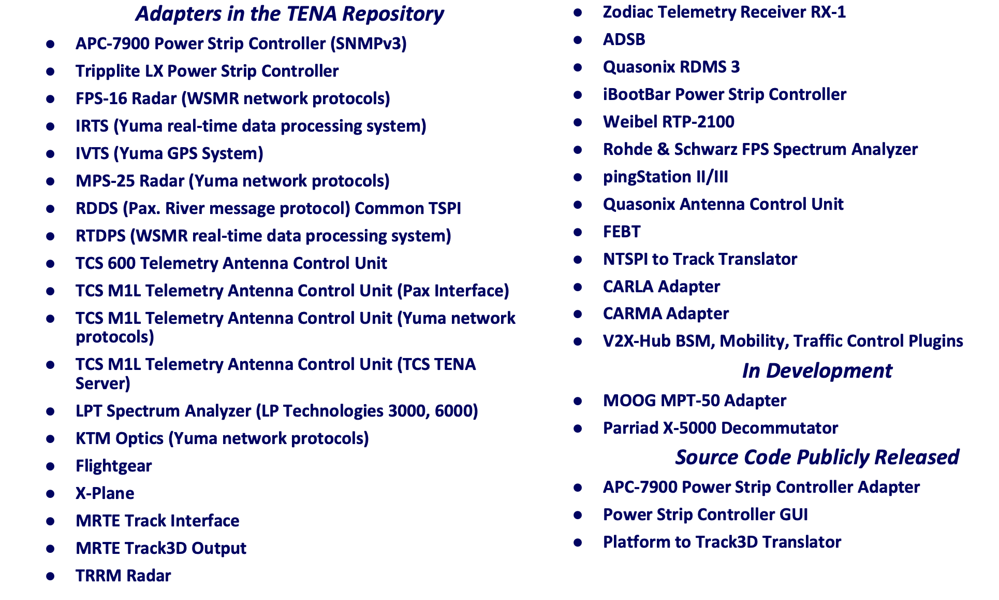 Adapters in the TENA Repository
● APC-7900 Power Strip Controller (SNMPv3)
● Tripplite LX Power Strip Controller
● FPS-16 Radar (WSMR network protocols)
● IRTS (Yuma real-time data processing system)
● IVTS (Yuma GPS System)
● MPS-25 Radar (Yuma network protocols)
● RDDS (Pax. River message protocol) Common TSPI
● RTDPS (WSMR real-time data processing system)
● TCS 600 Telemetry Antenna Control Unit
● TCS M1L Telemetry Antenna Control Unit (Pax Interface)
● TCS M1L Telemetry Antenna Control Unit (Yuma network
protocols)
● TCS M1L Telemetry Antenna Control Unit (TCS TENA
Server)
● LPT Spectrum Analyzer (LP Technologies 3000, 6000)
● KTM Optics (Yuma network protocols)
● Flightgear
● X-Plane
● MRTE Track Interface
● MRTE Track3D Output
● TRRM Radar
● Zodiac Telemetry Receiver RX-1
● ADSB
● Quasonix RDMS 3
● iBootBar Power Strip Controller
● Weibel RTP-2100
● Rohde & Schwarz FPS Spectrum Analyzer
● pingStation II/III
● Quasonix Antenna Control Unit
● FEBT
● NTSPI to Track Translator
● CARLA Adapter
● CARMA Adapter
● V2X-Hub BSM, Mobility, Traffic Control Plugins
In Development
● MOOG MPT-50 Adapter
● Parriad X-5000 Decommutator
Source Code Publicly Released
● APC-7900 Power Strip Controller Adapter
● Power Strip Controller GUI
● Platform to Track3D Translator